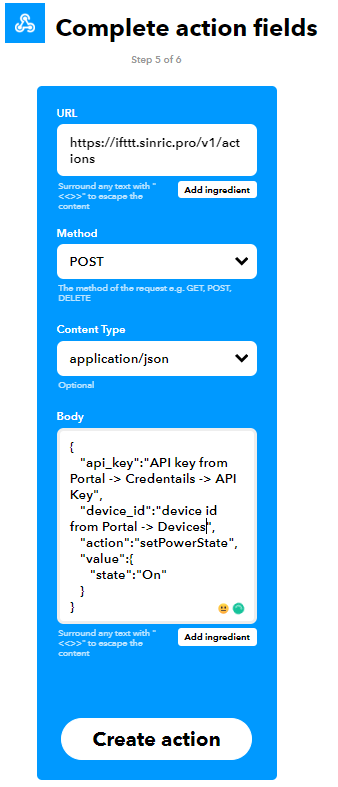 Complete action fields
Step 5 of 6
URL
https://ifttt.sinric.pro/v1/act
ions
Surround any text with "
<<>>" to escape the
content
Add ingredient
Method
POST
The method of the request e.g. GET, POST,
DELETE
Content Type
application/json
Optional
Body
{
"api_key":"API key from
Portal -> Credentails -> API
Key",
"device_id":"device id
from Portal -> Devices",
"action":"setPowerState",
"value":{
"state":"On"
}
}
Surround any text with "
<<>>" to escape the
content
Add ingredient
Create action